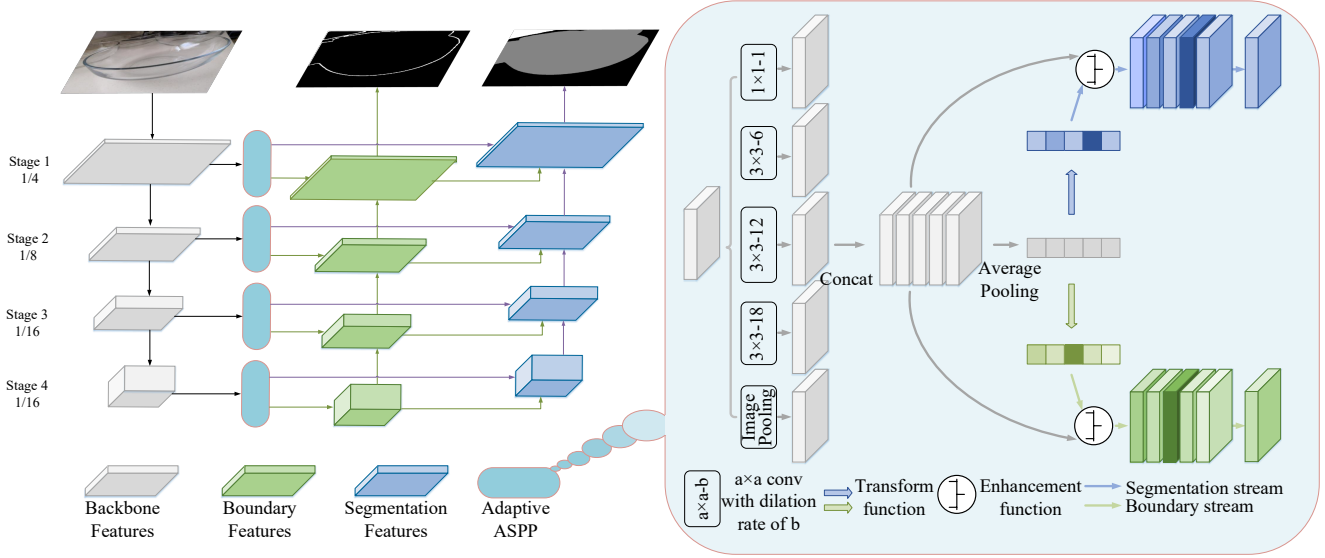 Stage 1
1/4
Stage 2
1/8
Stage 3
1/16
Stage 4
1/16
Backbone
Features
Boundary
Features
Segmentation
Features
Adaptive
ASPP
1×1-1
3×3-6
3×3-12
3×3-18
Image
Pooling
Concat
Average
Pooling
a×a-b
a×a conv
with dilation
rate of b
Transform
function
Enhancement
function
Segmentation stream
Boundary stream